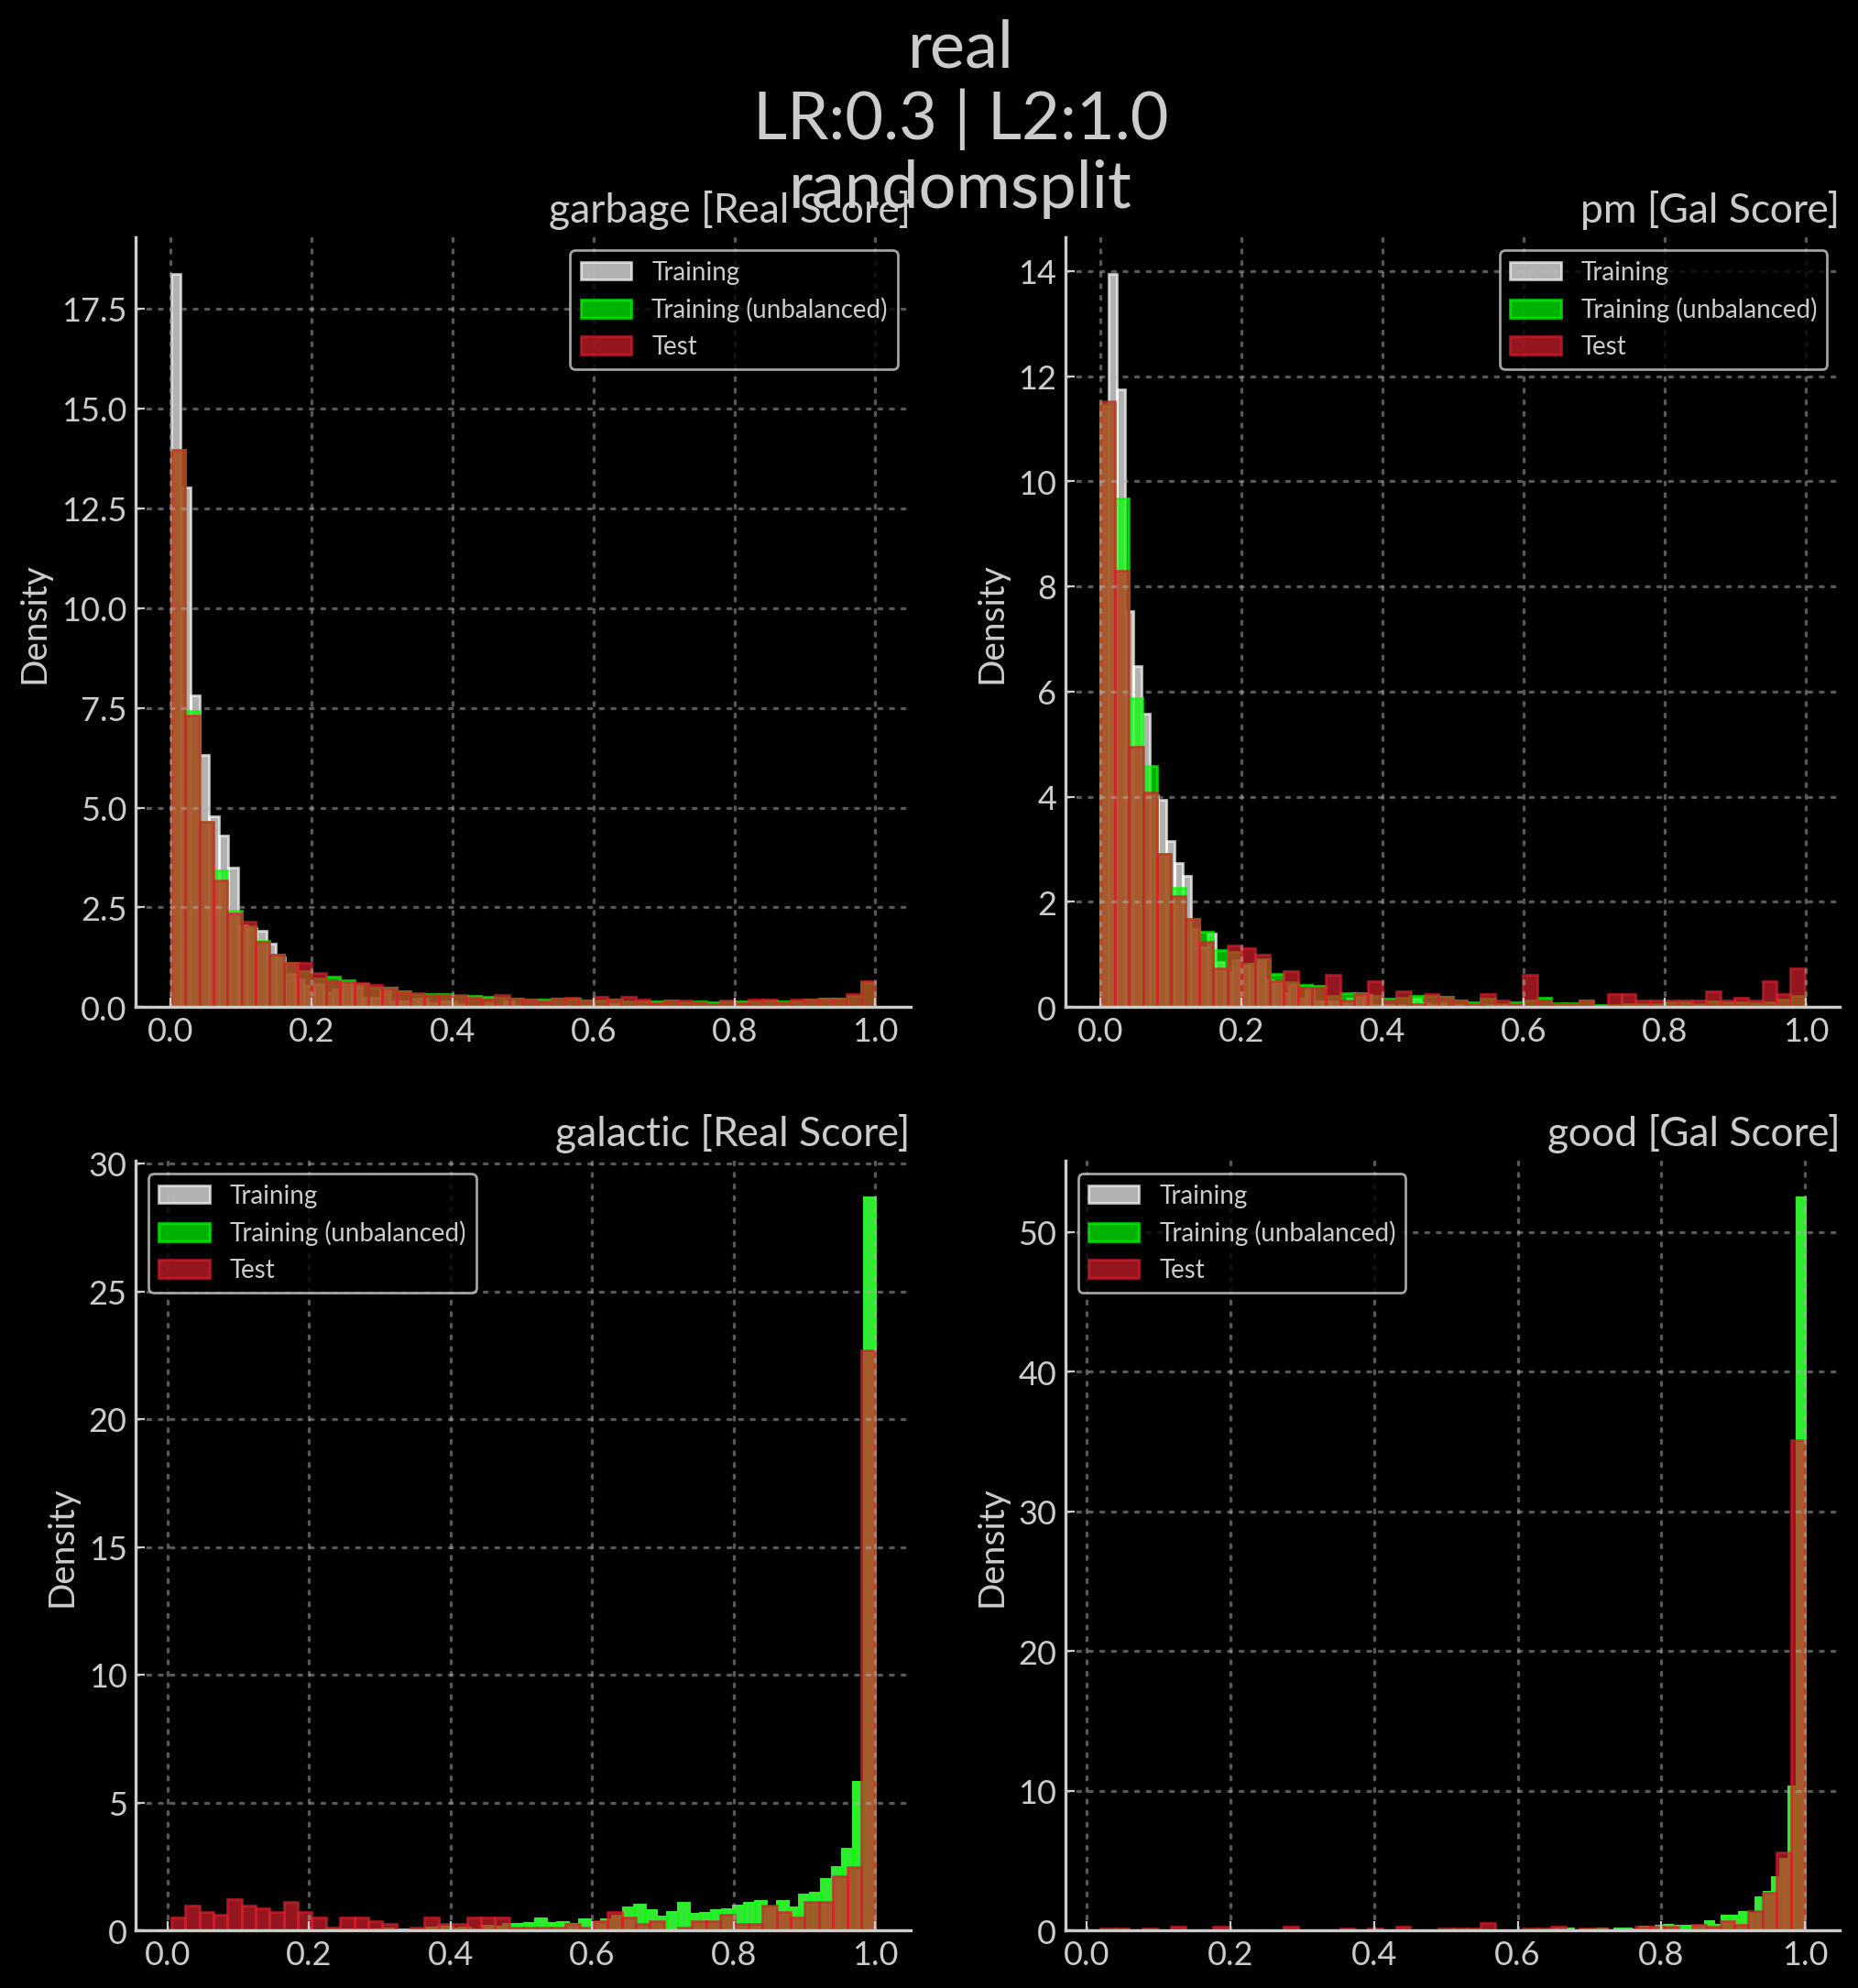 real
LR:0.3 | L2:1.0
randomsplit
garbage [Real Score]
Training
Training (unbalanced)
Test
Density
17.5
15.0
12.5
10.0
7.5
5.0
2.5
0.0
0.0 0.2 0.4 0.6 0.8 1.0
pm [Gal Score]
Training
Training (unbalanced)
Test
Density
14
12
10
8
6
4
2
0
0.0 0.2 0.4 0.6 0.8 1.0
galactic [Real Score]
Training
Training (unbalanced)
Test
Density
30
25
20
15
10
5
0
0.0 0.2 0.4 0.6 0.8 1.0
good [Gal Score]
Training
Training (unbalanced)
Test
Density
50
40
30
20
10
0
0.0 0.2 0.4 0.6 0.8 1.0